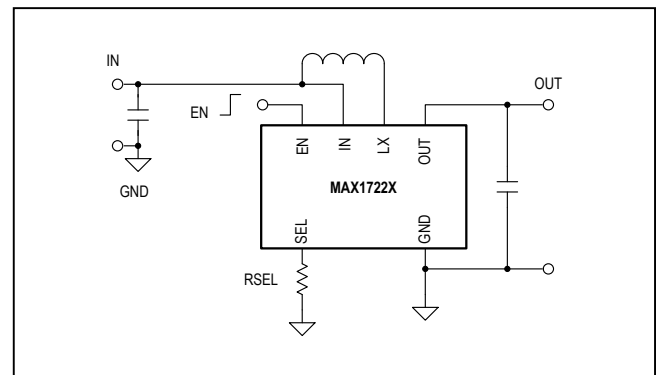 IN
OUT
EN
EN
IN
LX
OUT
MAX1722X
GND
SEL
GND
RSEL